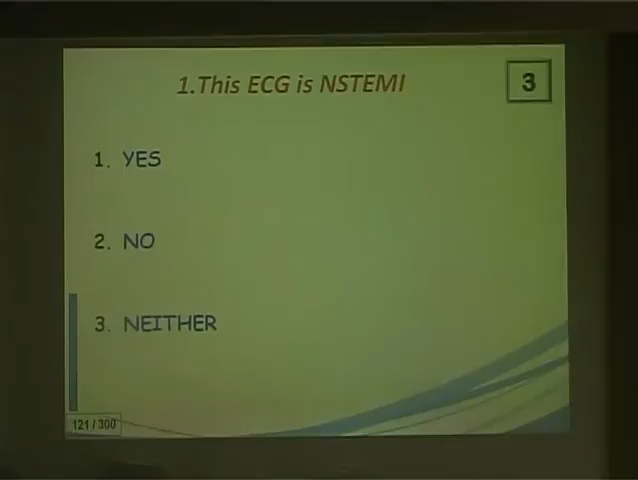 1.This ECG is NSTEMI
3
1. YES
2. NO
3. NEITHER
121 / 300